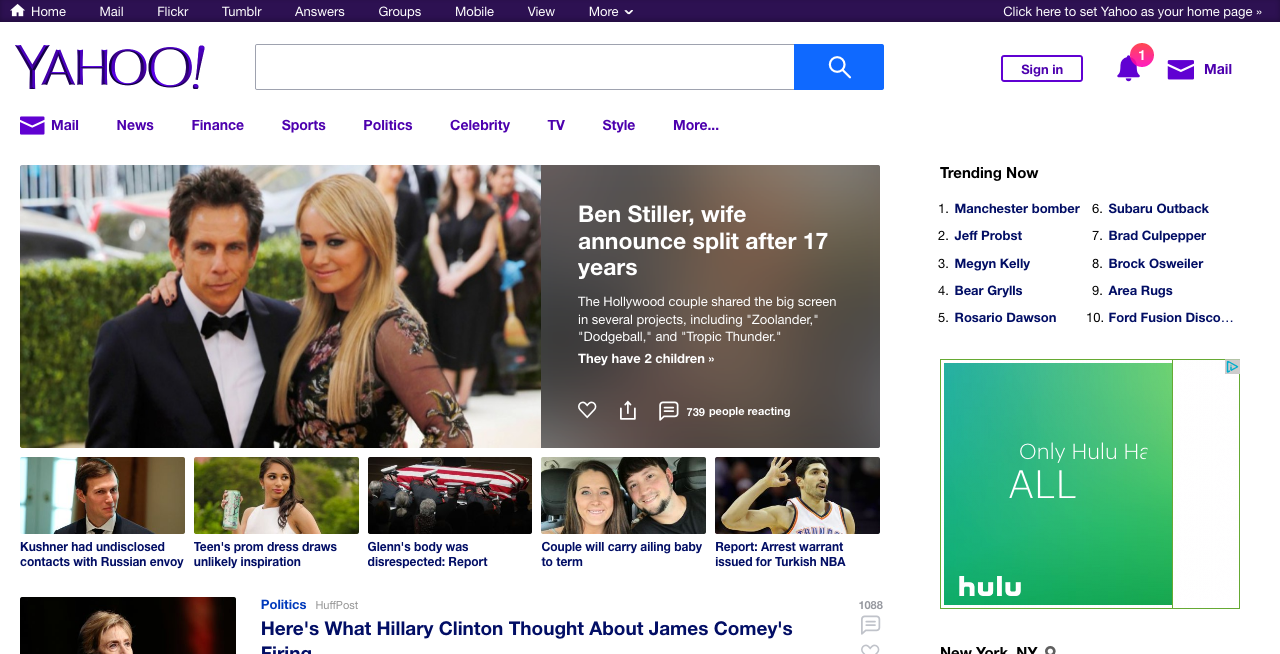 Home Mail Flickr Tumblr Answers Groups Mobile View More Click here to set Yahoo as your home page »
YAHOO!
Sign in
1
Mail
Mail News Finance Sports Politics Celebrity TV Style More...
Ben Stiller, wife
announce split after 17
years
The Hollywood couple shared the big screen
in several projects, including "Zoolander,"
"Dodgeball," and "Tropic Thunder."
They have 2 children »
739 people reacting
Kushner had undisclosed
contacts with Russian envoy
Teen's prom dress draws
unlikely inspiration
Glenn's body was
disrespected: Report
Couple will carry ailing baby
to term
Report: Arrest warrant
issued for Turkish NBA
Politics HuffPost
1088
Here's What Hillary Clinton Thought About James Comey's
Firing
Trending Now
1. Manchester bomber
2. Jeff Probst
3. Megyn Kelly
4. Bear Grylls
5. Rosario Dawson
6. Subaru Outback
7. Brad Culpepper
8. Brock Osweiler
9. Area Rugs
10. Ford Fusion Disco…
Only Hulu Ha
ALL
hulu
New York, NY